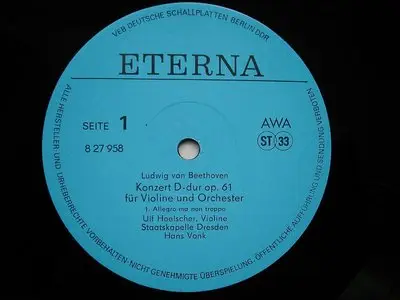 VEB DEUTSCHE SCHALLPLATTEN BERLIN DDR
ETERNA
SEITE 1
8 27 958
AWA
ST 33
Ludwig van Beethoven
Konzert D-dur op. 61
für Violine und Orchester
1. Allegro ma non troppo
Ulf Hoelscher, Violine
Staatskapelle Dresden
Hans Vonk
ALLE HERSTELLER UND URHEBERRECHTE VORBEHALTEN · NICHT GENEHMIGTE ÜBERSPIELUNG, ÖFFENTLICHE AUFFÜHRUNG UND SENDUNG VERBOTEN